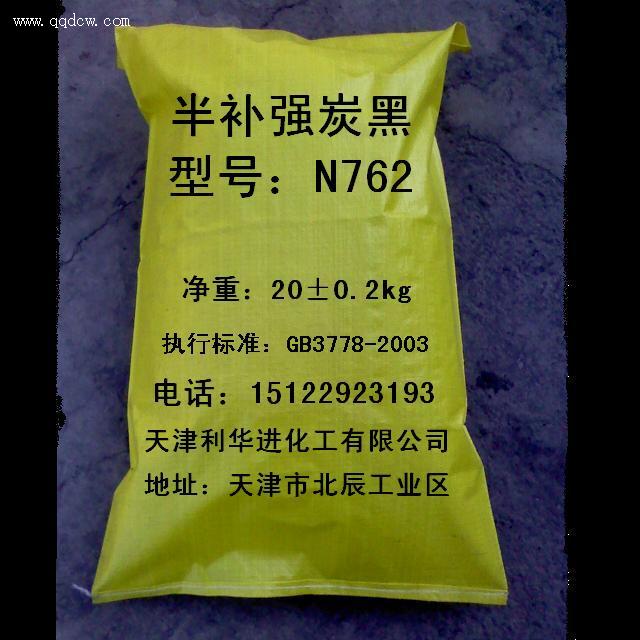 www.qqdcw.com
半补强炭黑
型号：N762
净重：20±0.2kg
执行标准：GB3778-2003
电话：15122923193
天津利华进化工有限公司
地址：天津市北辰工业区